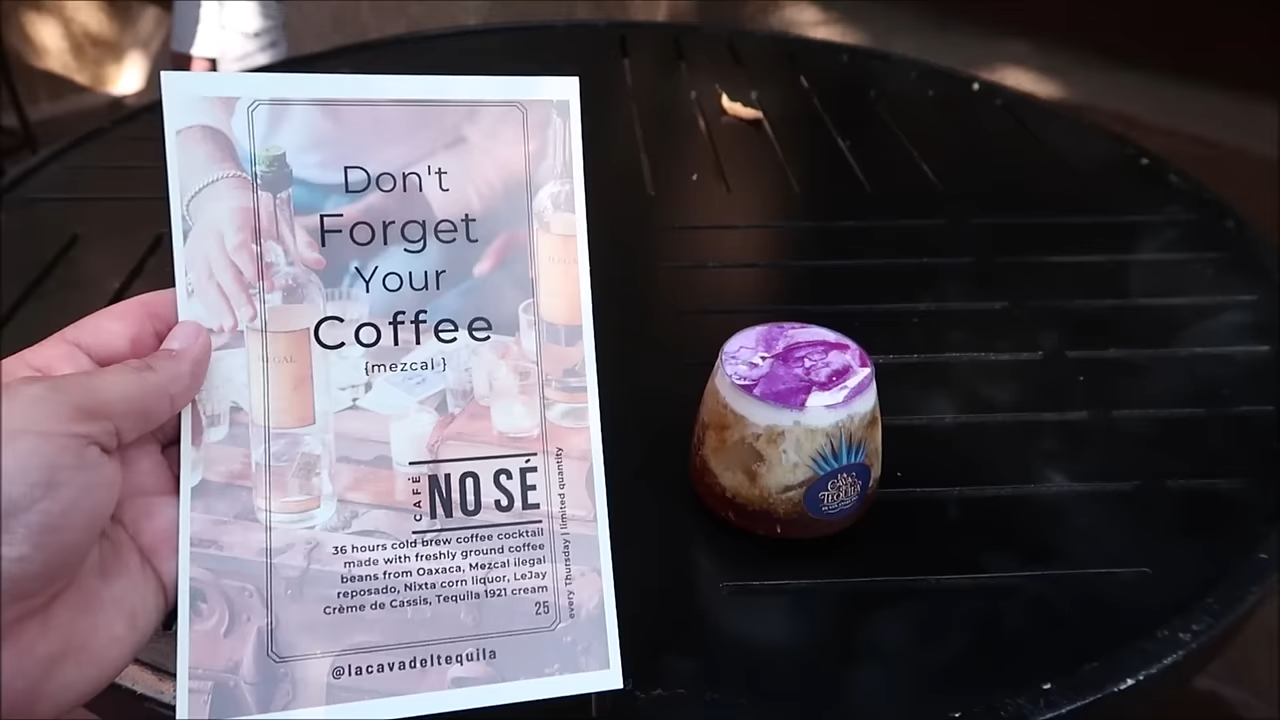 Don't
Forget
Your
Coffee
{mezcal}
CAFÉ
NO SÉ
36 hours cold brew coffee cocktail
made with freshly ground coffee
beans from Oaxaca, Mezcal ilegal
reposado, Nixta corn liquor, LeJay
Crème de Cassis, Tequila 1921 cream
25
every Thursday | limited quantity
@lacavadeltequila
LA
CAVA
DEL
TEQUILA